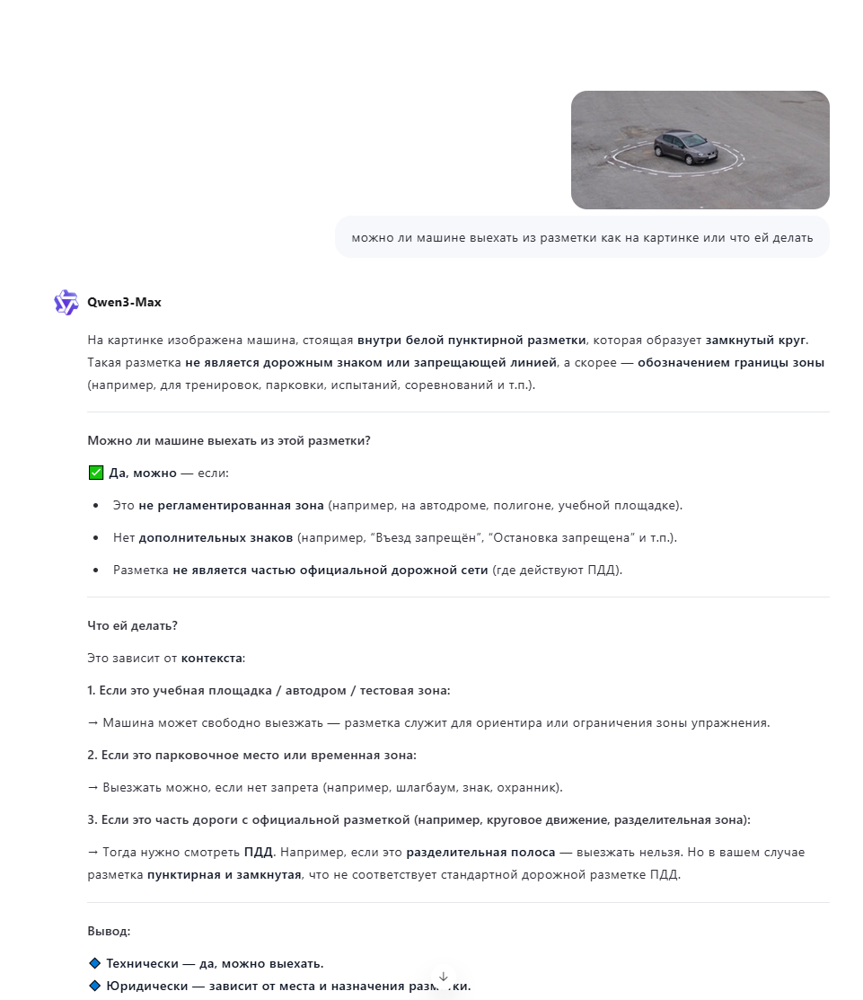 можно ли машине выехать из разметки как на картинке или что ей делать
Qwen3-Max
На картинке изображена машина, стоящая внутри белой пунктирной разметки, которая образует замкнутый круг.
Такая разметка не является дорожным знаком или запрещающей линией, а скорее — обозначением границы зоны
(например, для тренировок, парковки, испытаний, соревнований и т.п.).
Можно ли машине выехать из этой разметки?
✅ Да, можно — если:
• Это не регламентированная зона (например, на автодроме, полигоне, учебной площадке).
• Нет дополнительных знаков (например, “Въезд запрещён”, “Остановка запрещена” и т.п.).
• Разметка не является частью официальной дорожной сети (где действуют ПДД).
Что ей делать?
Это зависит от контекста:
1. Если это учебная площадка / автодром / тестовая зона:
→ Машина может свободно выезжать — разметка служит для ориентира или ограничения зоны упражнения.
2. Если это парковочное место или временная зона:
→ Выезжать можно, если нет запрета (например, шлагбаум, знак, охранник).
3. Если это часть дороги с официальной разметкой (например, круговое движение, разделительная зона):
→ Тогда нужно смотреть ПДД. Например, если это разделительная полоса — выезжать нельзя. Но в вашем случае
разметка пунктирная и замкнутая, что не соответствует стандартной дорожной разметке ПДД.
Вывод:
🔷 Технически — да, можно выехать.
🔷 Юридически — зависит от места и назначения разметки.